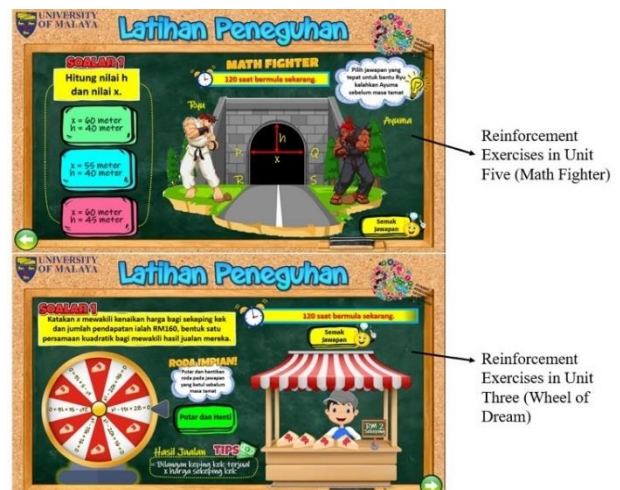 UNIVERSITY
OF MALAYA
Latihan Peneguhan
SOALAN 1
Hitung nilai h
dan nilai x.
x = 60 meter
h = 40 meter
x = 55 meter
h = 40 meter
x = 60 meter
h = 45 meter
MATH FIGHTER
120 saat bermula sekarang.
Pilih jawapan yang
tepat untuk bantu Ryu
kalahkan Ayuma
sebelum masa tamat
Ryu
Ayuma
h
P
Q
x
R
S
Semak
jawapan
Reinforcement
Exercises in Unit
Five (Math Fighter)
UNIVERSITY
OF MALAYA
Latihan Peneguhan
SOALAN 1
Katakan x mewakili kenaikan harga bagi sekeping kek
dan jumlah pendapatan ialah RM160, bentuk satu
persamaan kuadratik bagi mewakili hasil jualan mereka.
120 saat bermula sekarang.
Semak
jawapan
RODA IMPIAN!
Putar dan hentikan
roda pada jawapan
yang betul sebelum
masa tamat
Putar dan Henti
Hasil Jualan TIPS
= Bilangan keping kek terjual
x harga sekeping kek
RM 2
Sekeping
Reinforcement
Exercises in Unit
Three (Wheel of
Dream)